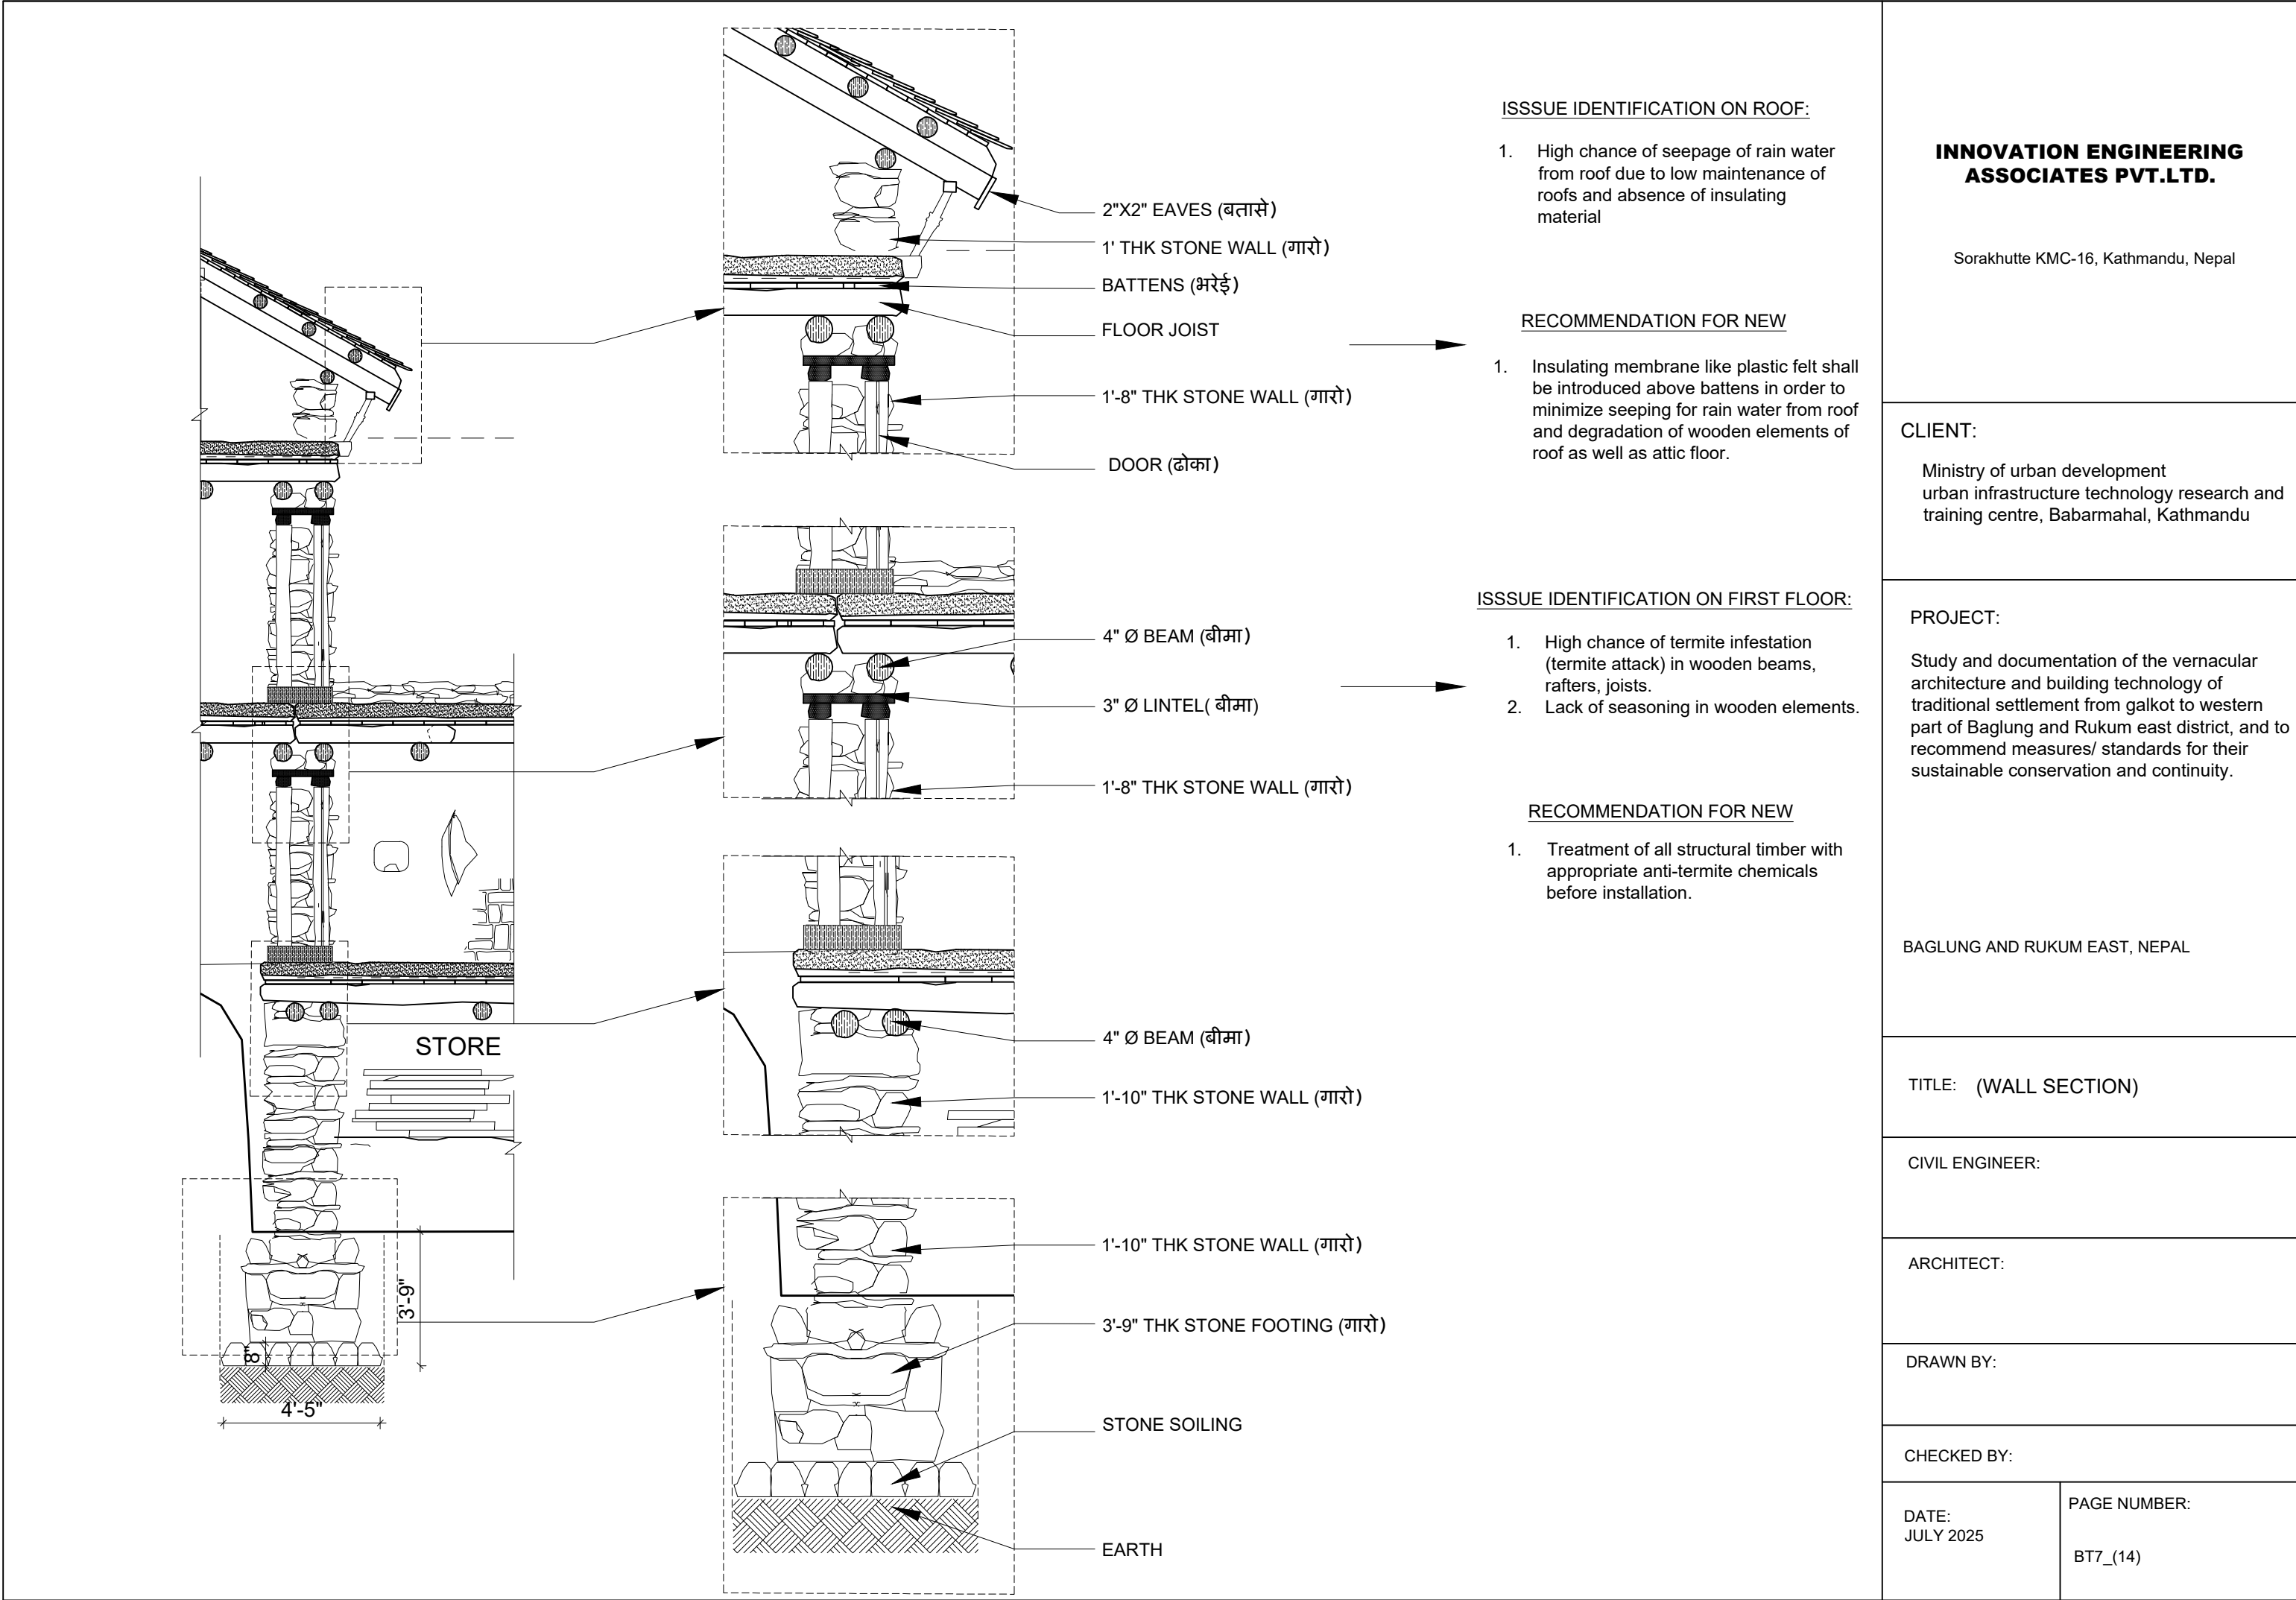 2"X2" EAVES (बतासे)
1' THK STONE WALL (गारो)
BATTENS (भरेई)
FLOOR JOIST
1'-8" THK STONE WALL (गारो)
DOOR (ढोका)
4" Ø BEAM (बीमा)
3" Ø LINTEL( बीमा)
1'-8" THK STONE WALL (गारो)
4" Ø BEAM (बीमा)
1'-10" THK STONE WALL (गारो)
1'-10" THK STONE WALL (गारो)
3'-9" THK STONE FOOTING (गारो)
STONE SOILING
EARTH
STORE
3'-9"
8"
4'-5"
ISSSUE IDENTIFICATION ON ROOF:
1. High chance of seepage of rain water
from roof due to low maintenance of
roofs and absence of insulating
material
RECOMMENDATION FOR NEW
1. Insulating membrane like plastic felt shall
be introduced above battens in order to
minimize seeping for rain water from roof
and degradation of wooden elements of
roof as well as attic floor.
ISSSUE IDENTIFICATION ON FIRST FLOOR:
1. High chance of termite infestation
(termite attack) in wooden beams,
rafters, joists.
2. Lack of seasoning in wooden elements.
RECOMMENDATION FOR NEW
1. Treatment of all structural timber with
appropriate anti-termite chemicals
before installation.
INNOVATION ENGINEERING
ASSOCIATES PVT.LTD.
Sorakhutte KMC-16, Kathmandu, Nepal
CLIENT:
Ministry of urban development
urban infrastructure technology research and
training centre, Babarmahal, Kathmandu
PROJECT:
Study and documentation of the vernacular
architecture and building technology of
traditional settlement from galkot to western
part of Baglung and Rukum east district, and to
recommend measures/ standards for their
sustainable conservation and continuity.
BAGLUNG AND RUKUM EAST, NEPAL
TITLE: (WALL SECTION)
CIVIL ENGINEER:
ARCHITECT:
DRAWN BY:
CHECKED BY:
DATE:
JULY 2025
PAGE NUMBER:
BT7_(14)